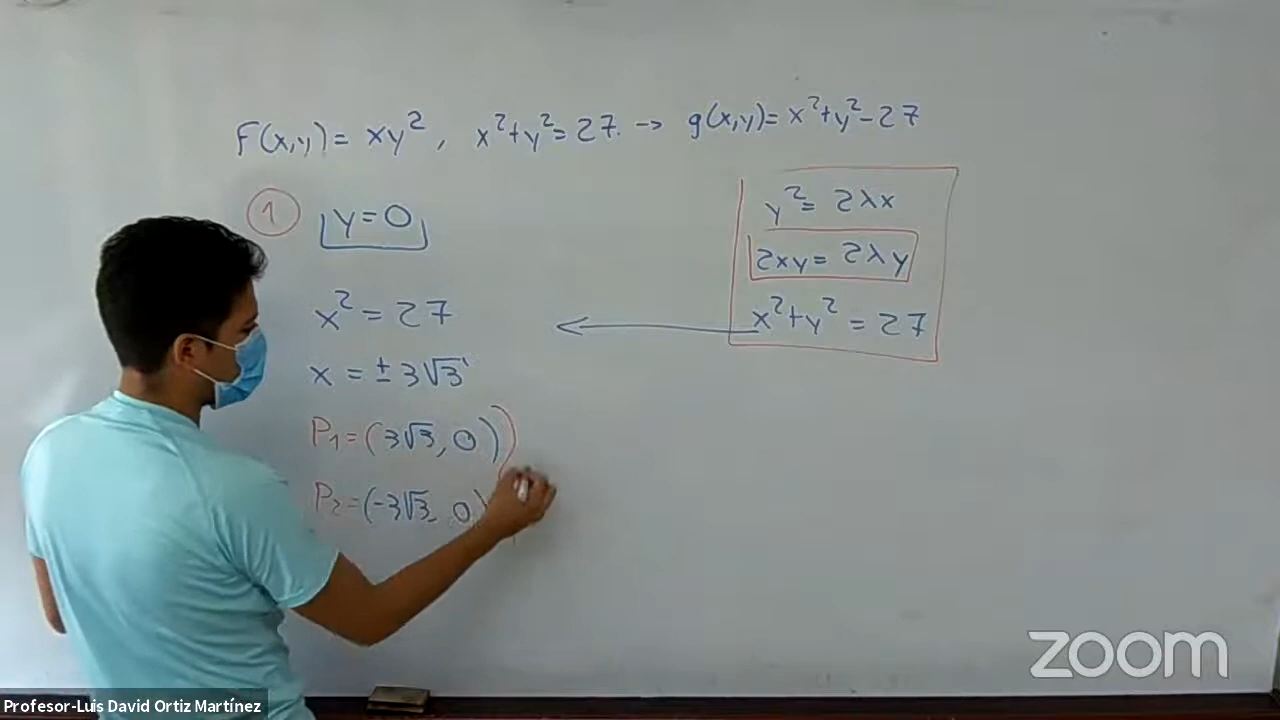 F(x,y) = xy², x²+y²=27. → g(x,y)= x²+y²-27
① y=0
x² = 27
x = ± 3√3
P₁=(3√3, 0)
P₂=(-3√3, 0)
y² = 2λx
2xy = 2λy
x²+y² = 27
zoom
Profesor-Luis David Ortiz Martínez